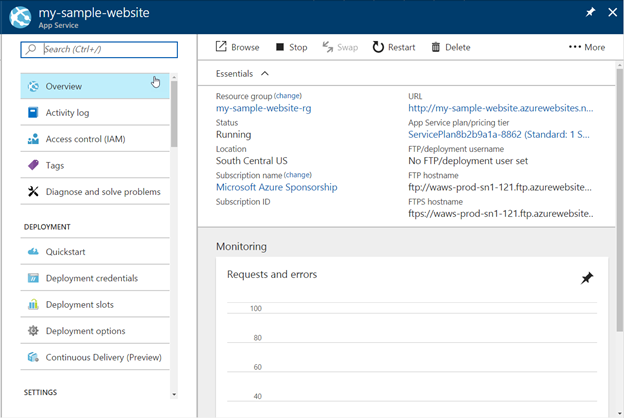 my-sample-website
App Service
Search (Ctrl+/)
Overview
Activity log
Access control (IAM)
Tags
Diagnose and solve problems
DEPLOYMENT
Quickstart
Deployment credentials
Deployment slots
Deployment options
Continuous Delivery (Preview)
SETTINGS
Browse Stop Swap Restart Delete ••• More
Essentials
Resource group (change)
my-sample-website-rg
Status
Running
Location
South Central US
Subscription name (change)
Microsoft Azure Sponsorship
Subscription ID
URL
http://my-sample-website.azurewebsites.n...
App Service plan/pricing tier
ServicePlan8b2b9a1a-8862 (Standard: 1 S...
FTP/deployment username
No FTP/deployment user set
FTP hostname
ftp://waws-prod-sn1-121.ftp.azurewebsite...
FTPS hostname
ftps://waws-prod-sn1-121.ftp.azurewebsite..
Monitoring
Requests and errors
100
80
60
40